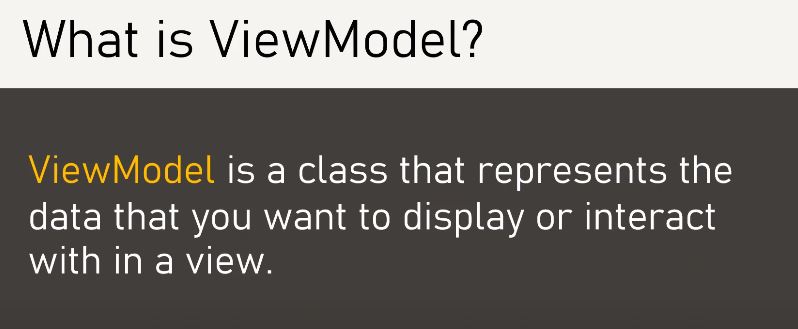 What is ViewModel?
ViewModel is a class that represents the
data that you want to display or interact
with in a view.